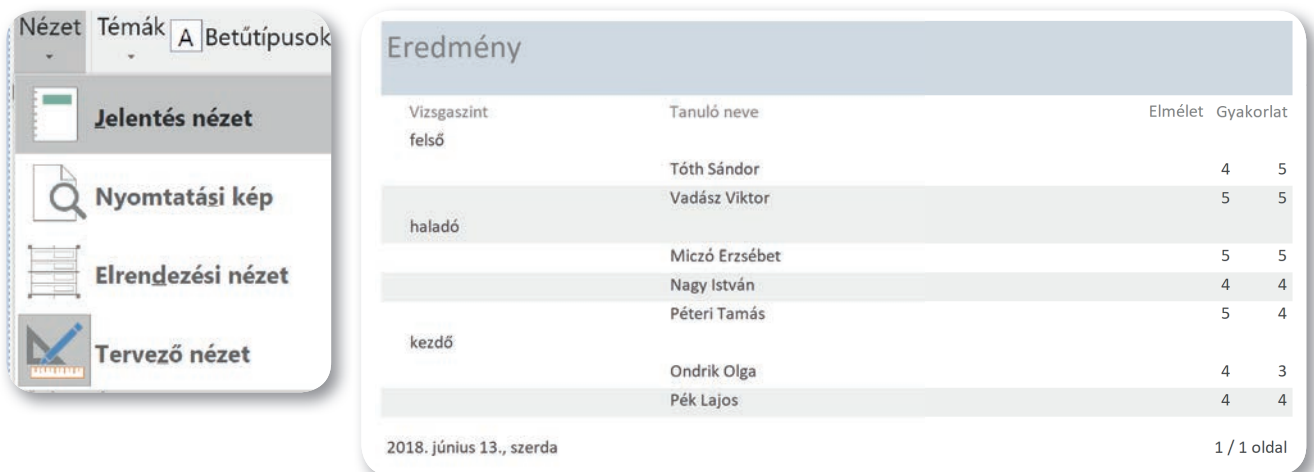 Nézet Témák A Betűtípusok
Jelentés nézet
Nyomtatási kép
Elrendezési nézet
Tervező nézet
Eredmény
Vizsgaszint Tanuló neve Elmélet Gyakorlat
felső
Tóth Sándor 4 5
Vadász Viktor 5 5
haladó
Miczó Erzsébet 5 5
Nagy István 4 4
Péteri Tamás 5 4
kezdő
Ondrik Olga 4 3
Pék Lajos 4 4
2018. június 13., szerda 1 / 1 oldal